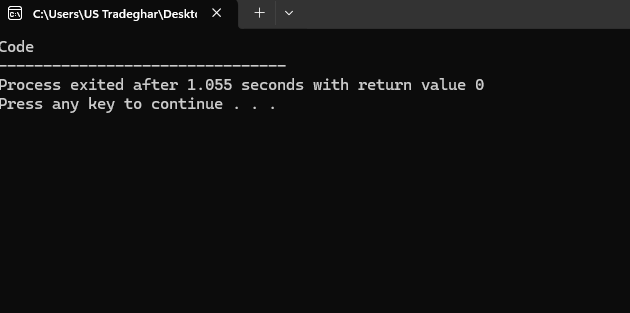 C:\Users\US Tradeghar\Deskto
Code
--------------------------------
Process exited after 1.055 seconds with return value 0
Press any key to continue . . .